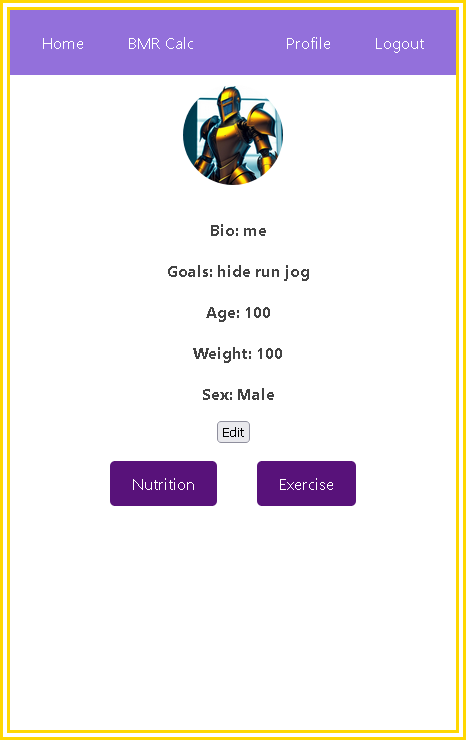 Home BMR Calc Profile Logout
Bio: me
Goals: hide run jog
Age: 100
Weight: 100
Sex: Male
Edit
Nutrition Exercise